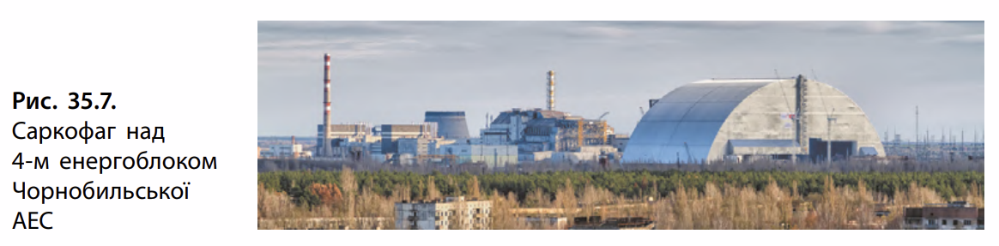 Рис. 35.7.
Саркофаг над
4-м енергоблоком
Чорнобильської
АЕС